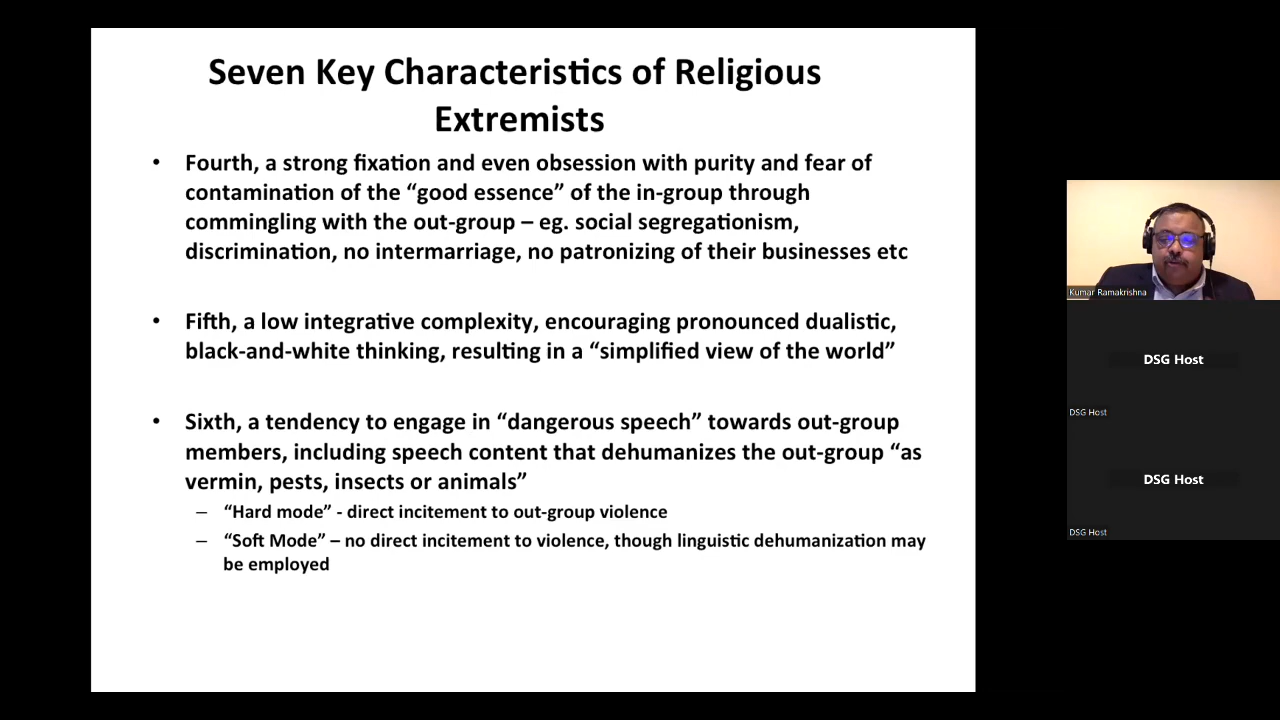 Seven Key Characteristics of Religious
Extremists
• Fourth, a strong fixation and even obsession with purity and fear of
contamination of the “good essence” of the in-group through
commingling with the out-group – eg. social segregationism,
discrimination, no intermarriage, no patronizing of their businesses etc
• Fifth, a low integrative complexity, encouraging pronounced dualistic,
black-and-white thinking, resulting in a “simplified view of the world”
• Sixth, a tendency to engage in “dangerous speech” towards out-group
members, including speech content that dehumanizes the out-group “as
vermin, pests, insects or animals”
– “Hard mode” - direct incitement to out-group violence
– “Soft Mode” – no direct incitement to violence, though linguistic dehumanization may
be employed
Kumar Ramakrishna
DSG Host
DSG Host
DSG Host
DSG Host